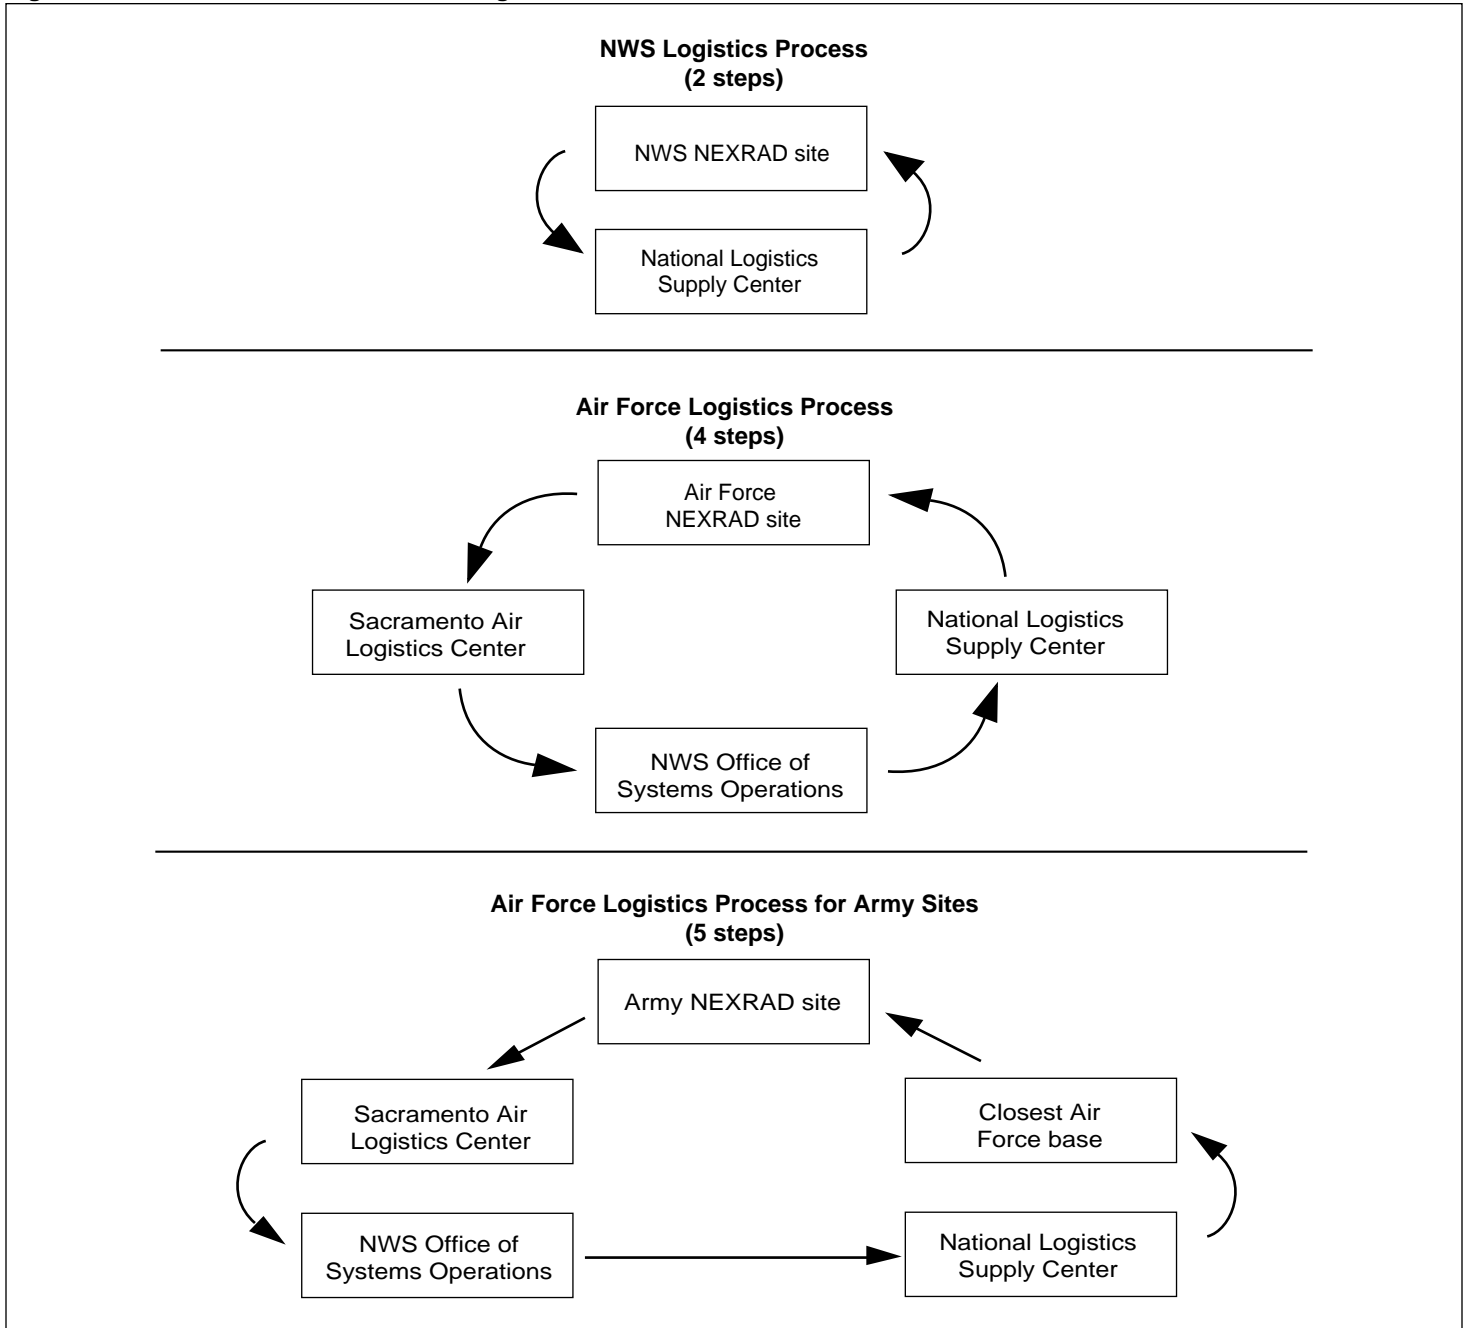 NWS Logistics Process
(2 steps)
NWS NEXRAD site
National Logistics
Supply Center
Air Force Logistics Process
(4 steps)
Air Force
NEXRAD site
Sacramento Air
Logistics Center
National Logistics
Supply Center
NWS Office of
Systems Operations
Air Force Logistics Process for Army Sites
(5 steps)
Army NEXRAD site
Sacramento Air
Logistics Center
Closest Air
Force base
NWS Office of
Systems Operations
National Logistics
Supply Center